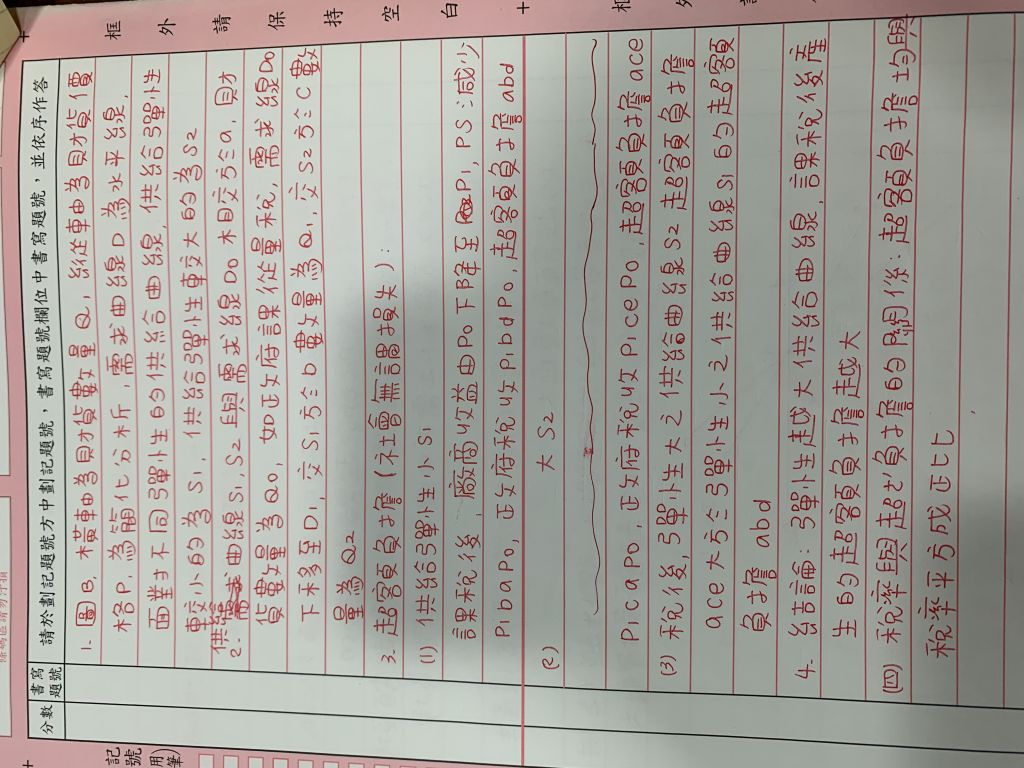 框外請保持空白
分數
書寫題號
請於劃記題號方中劃記題號,書寫題號欄位中書寫題號,並依序作答
1. 圖B,橫軸為財貨數量Q,縱從軸為財貨價
格P,為簡化分析,需求曲線D為水平線,
面對不同彈性的供給曲線,供給彈性
較小的為S1,供給彈性較大的為S2
2. 供給曲線S1,S2與需求線D0相交於a,財
貨數量為Q0,如政府課從量稅,需求線D0
下移至D1,交S1於b數量為Q1,交S2於C數
量為Q2
3. 超額負擔(社會無謂損失):
(1) 供給彈性小S1
課稅後,廠商收益由P0下降至P1,PS減少
P1baP0,政府稅收P1bdP0,超額負擔abd
(2) 大S2
P1caP0,政府稅收P1ceP0,超額負擔ace
(3) 稅後,彈性大之供給曲線S2超額負擔
ace大於彈性小之供給曲線S1的超額
負擔abd
4. 結論:彈性越大供給曲線,課稅後產
生的超額負擔越大
(四) 稅率與超額負擔的關係:超額負擔均與
稅率平方成正比